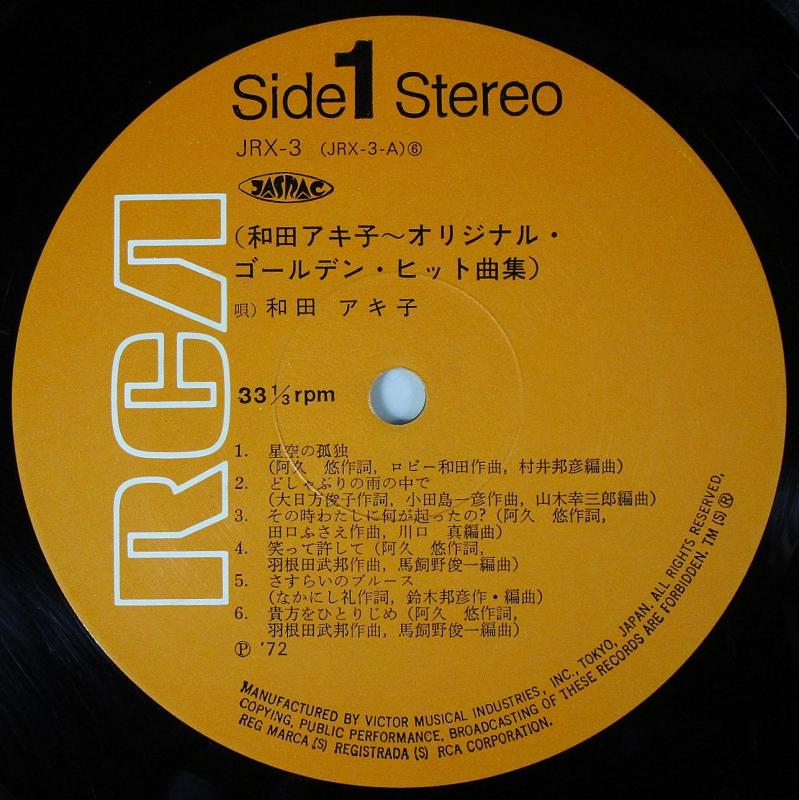 Side 1 Stereo
JRX-3 (JRX-3-A)⑥
JASRAC
(和田アキ子〜オリジナル・
ゴールデン・ヒット曲集)
唄) 和田 アキ子
RCA
33⅓rpm
1. 星空の孤独
(阿久 悠作詞, ロビー和田作曲, 村井邦彦編曲)
2. どしゃぶりの雨の中で
(大日方俊子作詞, 小田島一彦作曲, 山木幸三郎編曲)
3. その時わたしに何が起ったの? (阿久 悠作詞,
田口ふさえ作曲, 川口 真編曲)
4. 笑って許して (阿久 悠作詞,
羽根田武邦作曲, 馬飼野俊一編曲)
5. さすらいのブルース
(なかにし礼作詞, 鈴木邦彦作・編曲)
6. 貴方をひとりじめ (阿久 悠作詞,
羽根田武邦作曲, 馬飼野俊一編曲)
Ⓟ '72
MANUFACTURED BY VICTOR MUSICAL INDUSTRIES, INC., TOKYO, JAPAN. ALL RIGHTS RESERVED,
COPYING, PUBLIC PERFORMANCE, BROADCASTING OF THESE RECORDS ARE FORBIDDEN. TM (S) ®
REG MARCA (S) REGISTRADA (S) RCA CORPORATION.